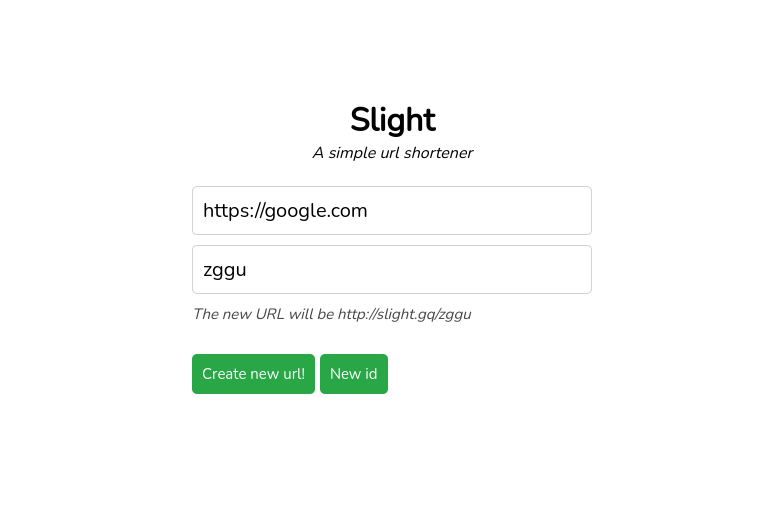 Slight
A simple url shortener
https://google.com
zggu
The new URL will be http://slight.gq/zggu
Create new url! New id